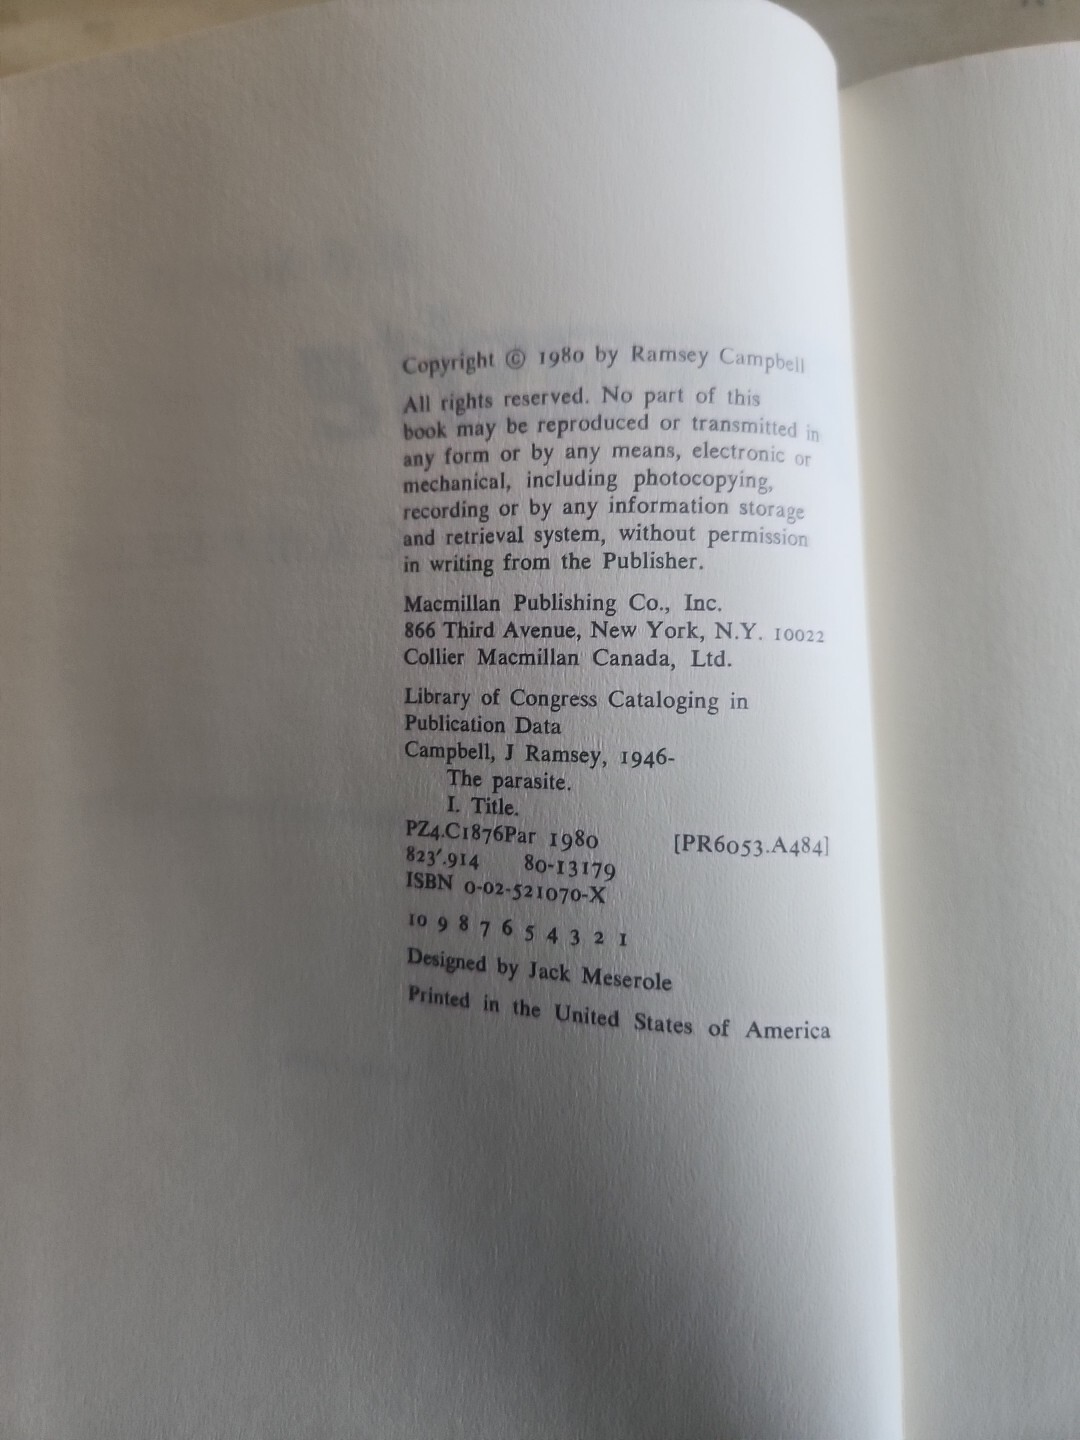 Copyright © 1980 by Ramsey Campbell
All rights reserved. No part of this
book may be reproduced or transmitted in
any form or by any means, electronic or
mechanical, including photocopying,
recording or by any information storage
and retrieval system, without permission
in writing from the Publisher.
Macmillan Publishing Co., Inc.
866 Third Avenue, New York, N.Y. 10022
Collier Macmillan Canada, Ltd.
Library of Congress Cataloging in
Publication Data
Campbell, J Ramsey, 1946-
The parasite.
I. Title.
PZ4.C1876Par 1980 [PR6053.A484]
823'.914 80-13179
ISBN 0-02-521070-X
10 9 8 7 6 5 4 3 2 1
Designed by Jack Meserole
Printed in the United States of America